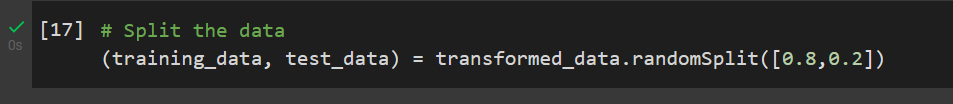 [17] # Split the data
(training_data, test_data) = transformed_data.randomSplit([0.8,0.2])
0s